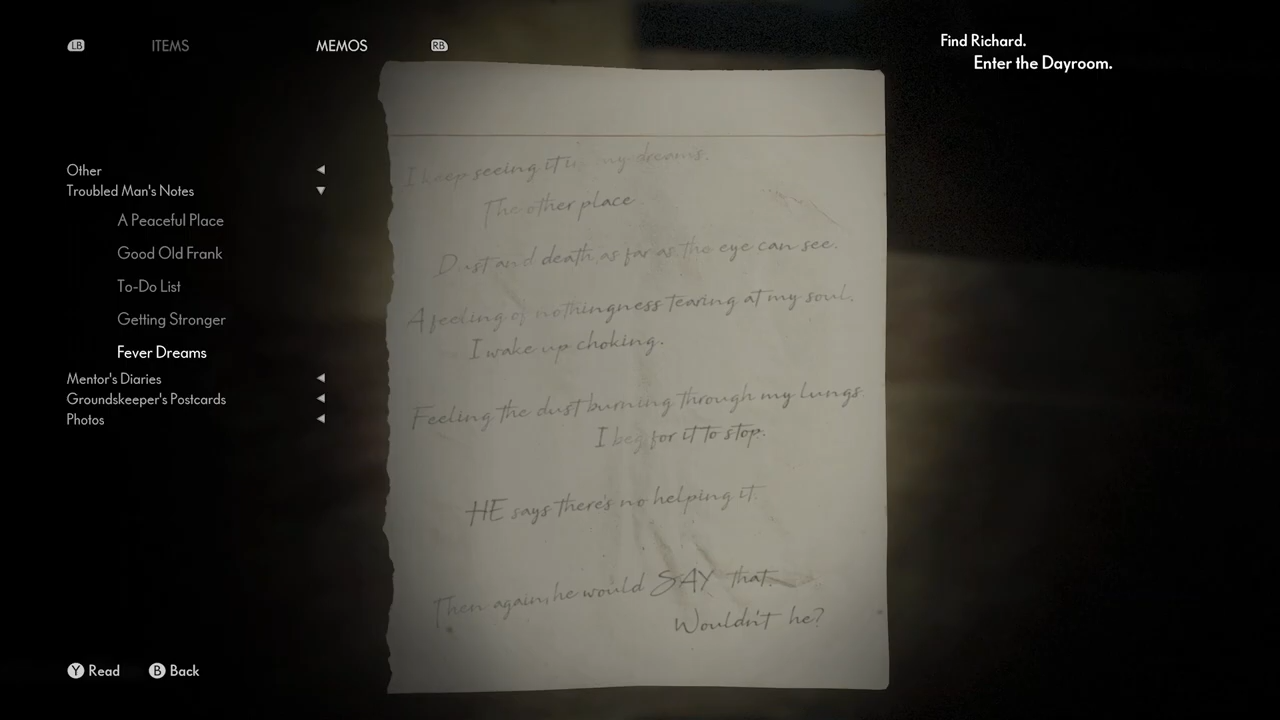 LB
ITEMS
MEMOS
RB
Find Richard.
Enter the Dayroom.
Other
Troubled Man's Notes
A Peaceful Place
Good Old Frank
To-Do List
Getting Stronger
Fever Dreams
Mentor's Diaries
Groundskeeper's Postcards
Photos
I keep seeing it in my dreams.
The other place
Dust and death as far as the eye can see.
A feeling of nothingness tearing at my soul.
I wake up choking.
Feeling the dust burning through my lungs.
I beg for it to stop.
HE says there's no helping it.
Then again, he would SAY that.
Wouldn't he?
Y Read
B Back